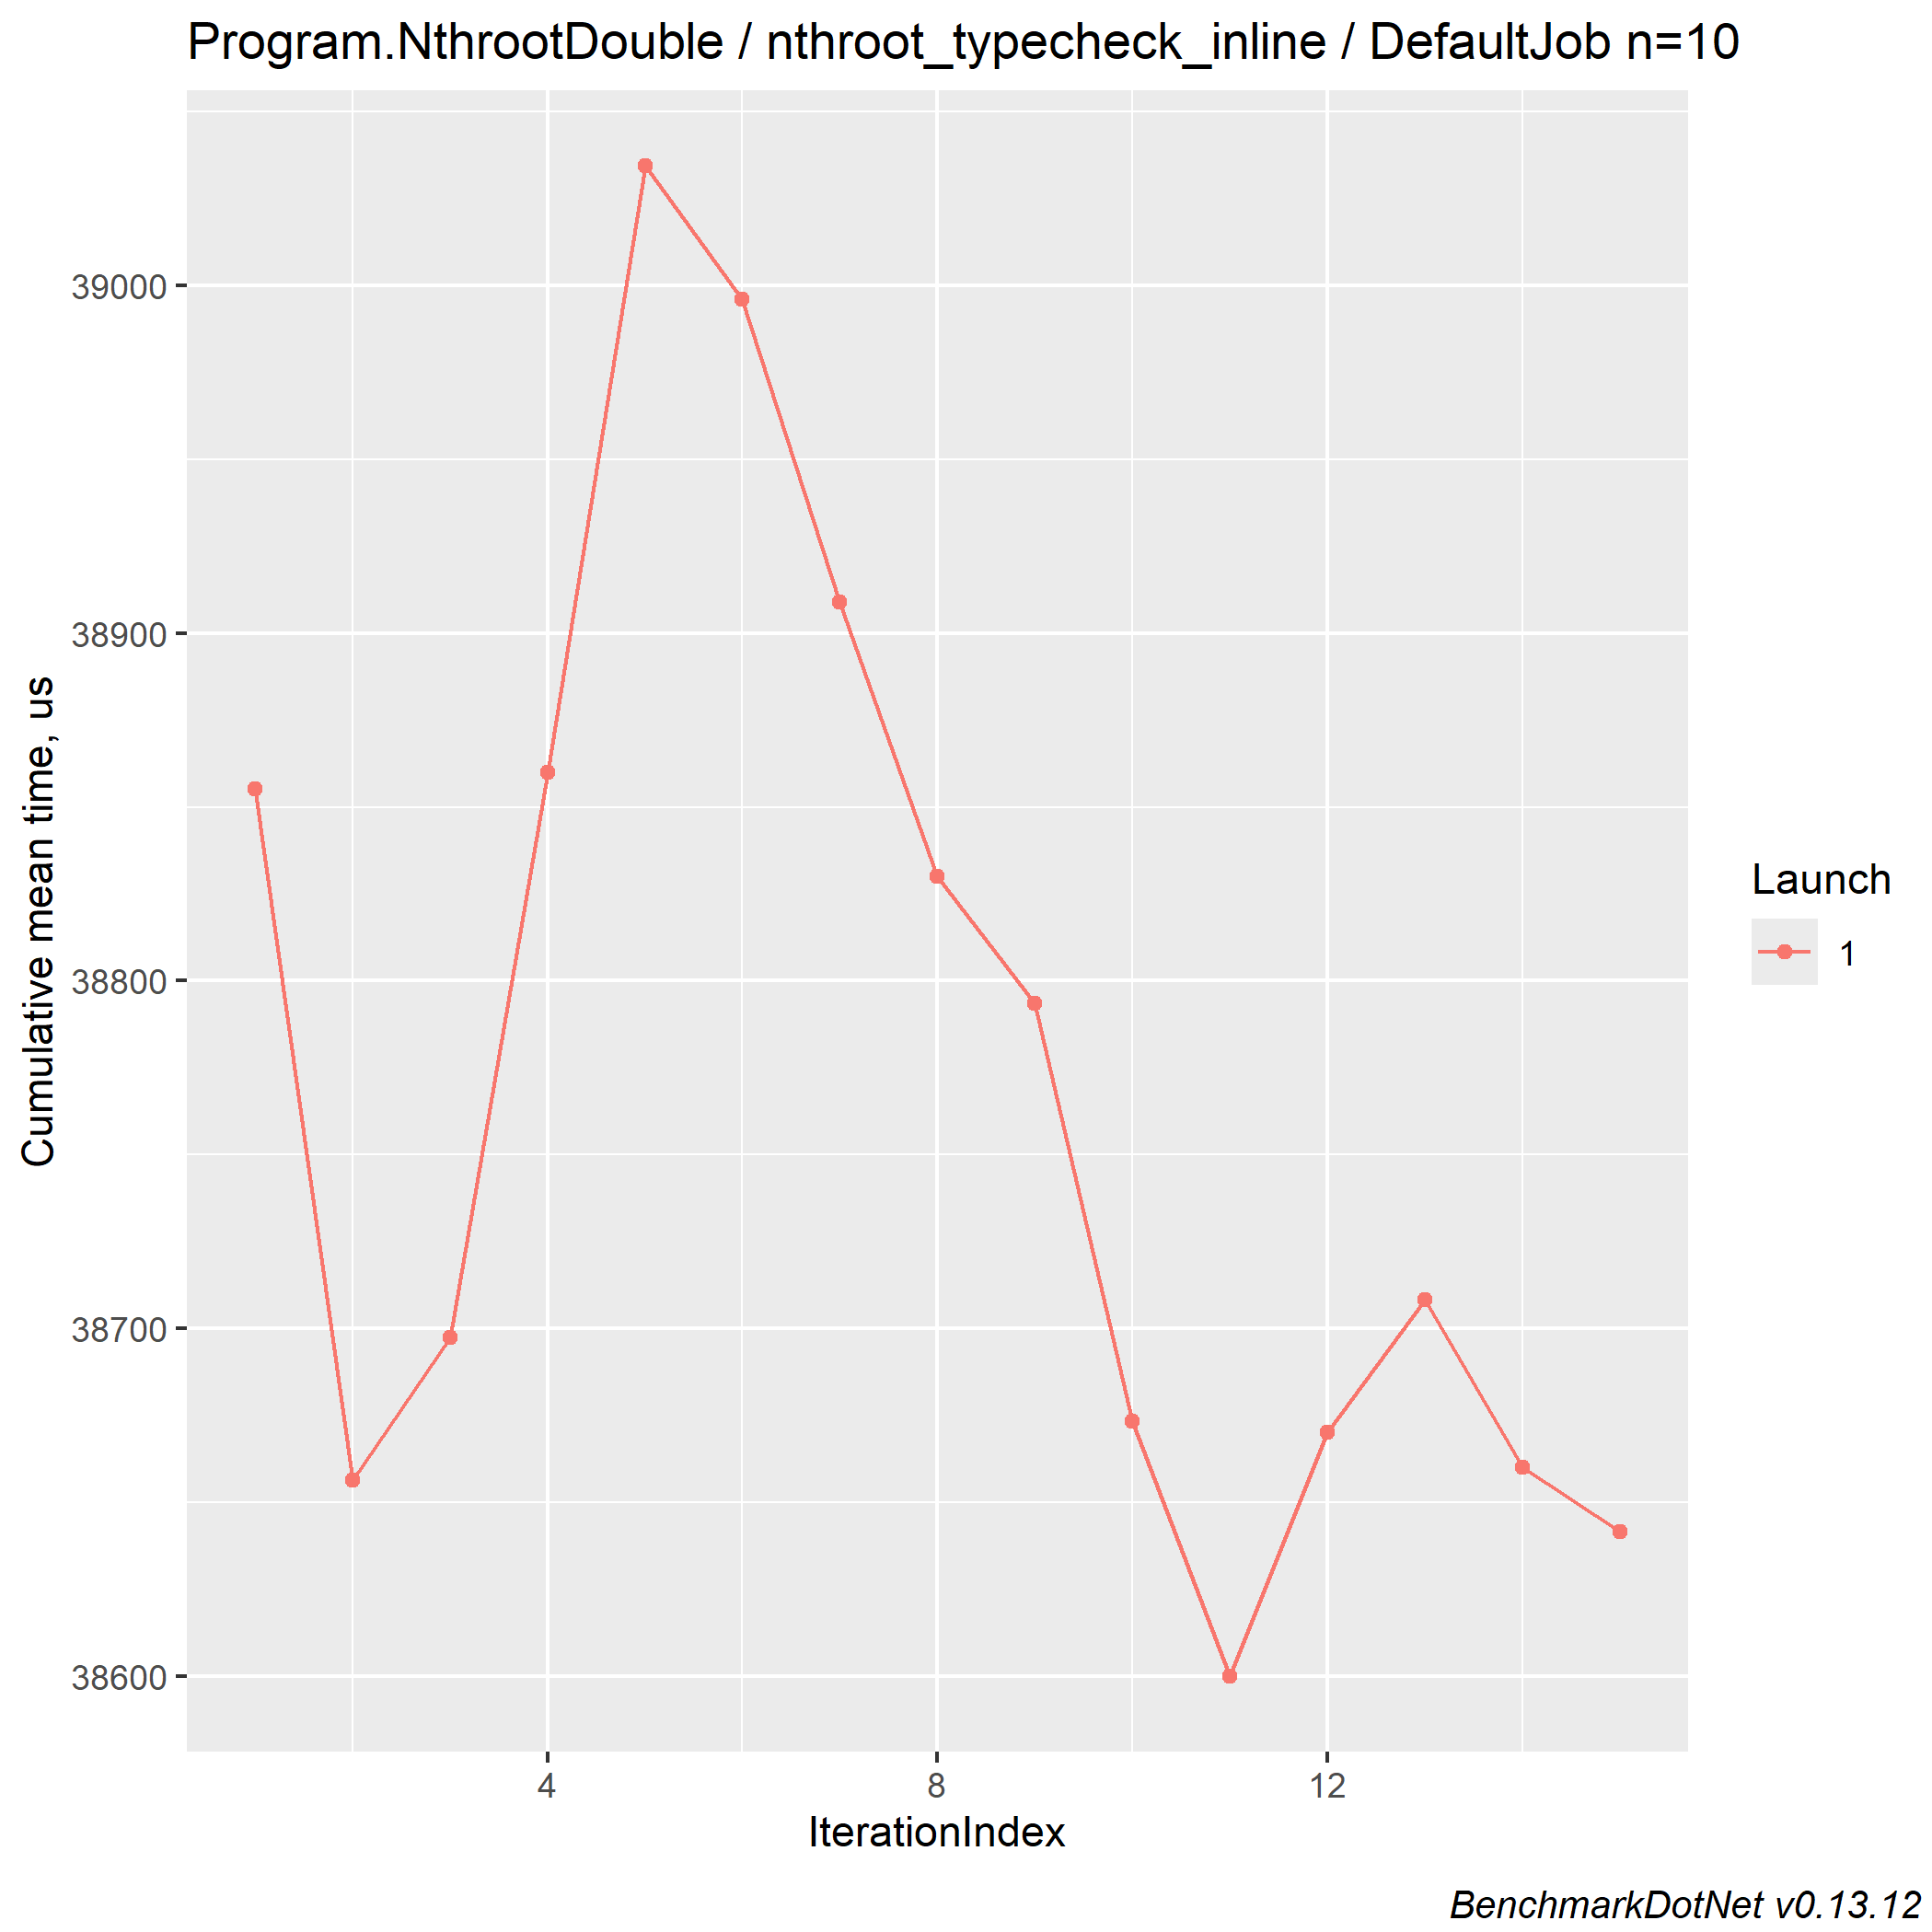 Program.NthrootDouble / nthroot_typecheck_inline / DefaultJob n=10
Cumulative mean time, us
39000
38900
38800
38700
38600
4
8
12
IterationIndex
Launch
1
BenchmarkDotNet v0.13.12